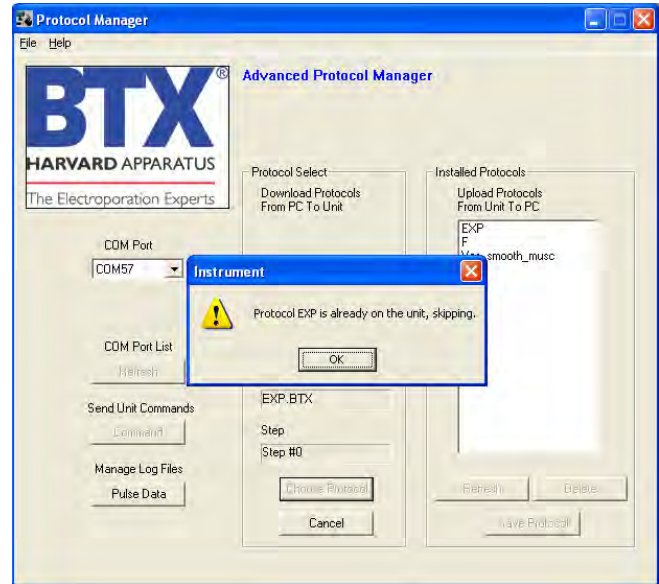 Protocol Manager
File Help
BTX®
HARVARD APPARATUS
The Electroporation Experts
Advanced Protocol Manager
Protocol Select
Download Protocols
From PC To Unit
Installed Protocols
Upload Protocols
From Unit To PC
EXP
F
smooth_musc
COM Port
COM57
Instrument
Protocol EXP is already on the unit, skipping.
OK
COM Port List
Refresh
EXP.BTX
Send Unit Commands
Command
Step
Step #0
Manage Log Files
Pulse Data
Choose Protocol
Cancel
Refresh
Delete
Save Protocol